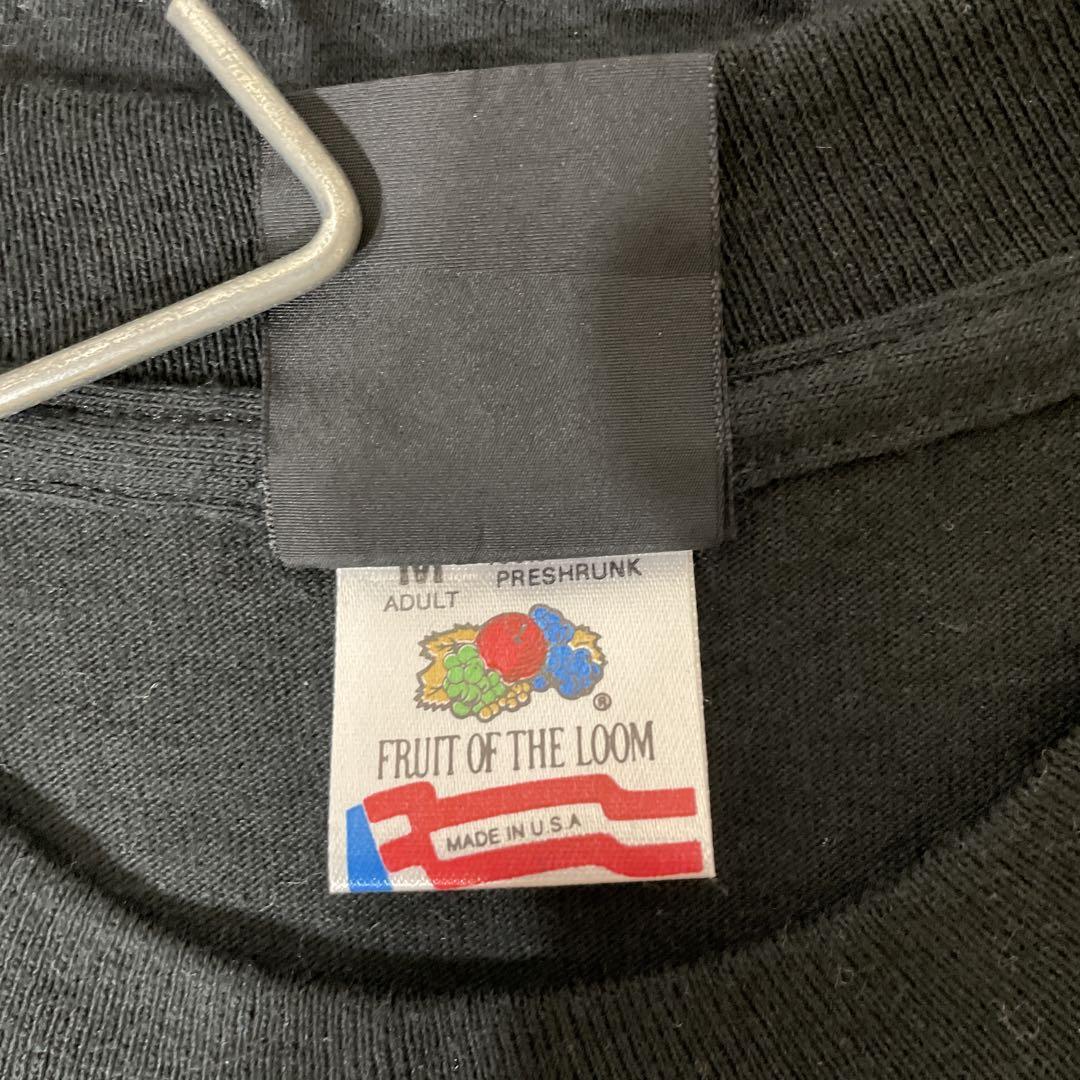 M PRESHRUNK
ADULT
®
FRUIT OF THE LOOM
MADE IN U.S.A